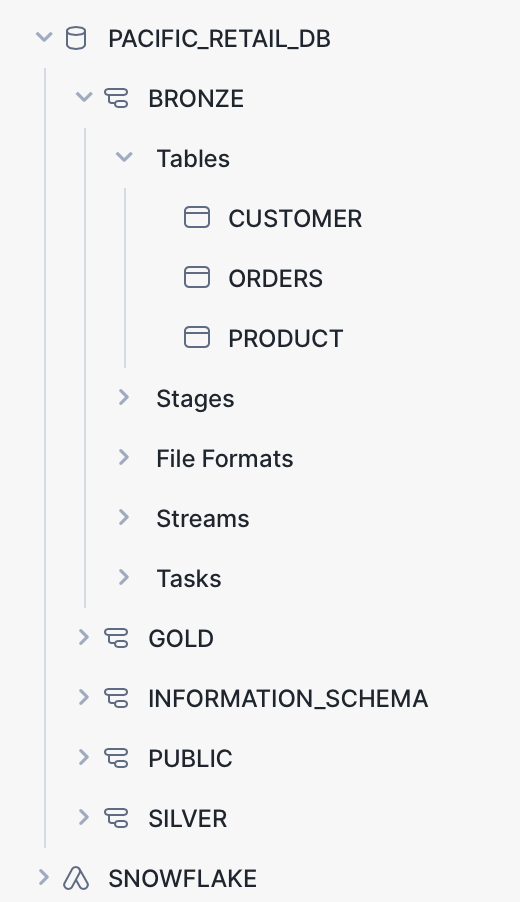 PACIFIC_RETAIL_DB
BRONZE
Tables
CUSTOMER
ORDERS
PRODUCT
Stages
File Formats
Streams
Tasks
GOLD
INFORMATION_SCHEMA
PUBLIC
SILVER
SNOWFLAKE